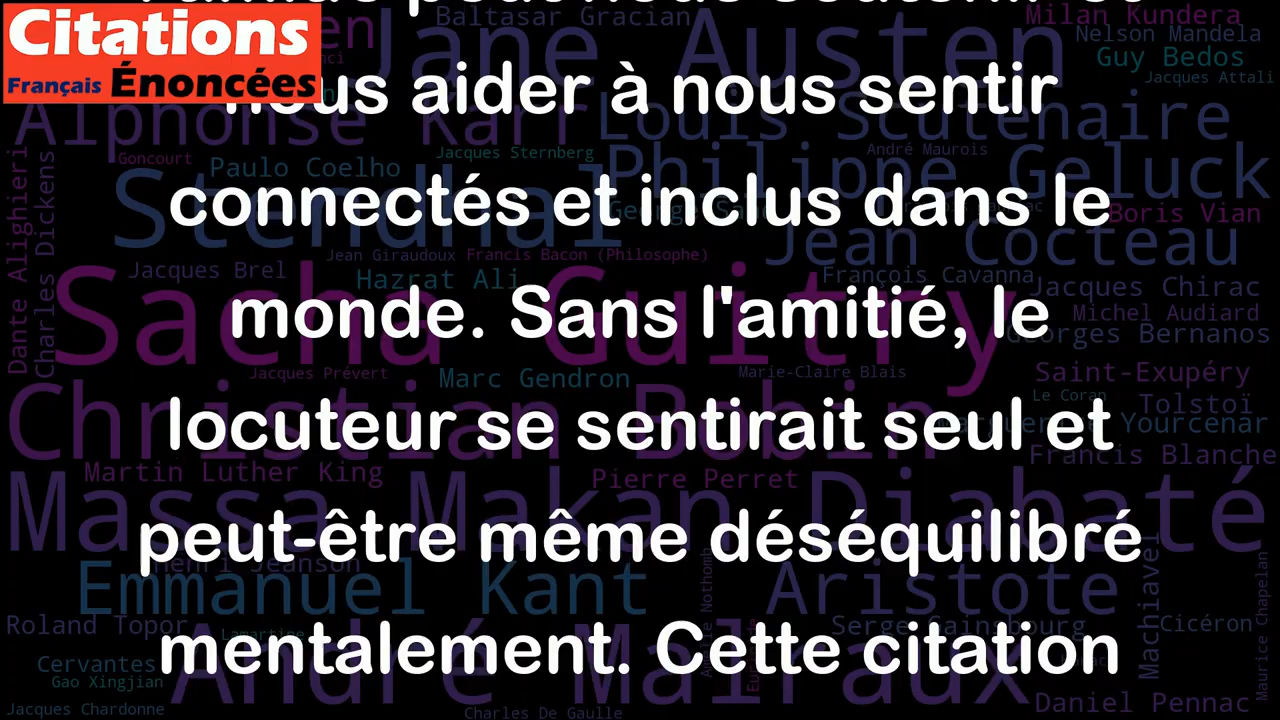 Citations
Français Énoncées
nous aider à nous sentir
connectés et inclus dans le
monde. Sans l'amitié, le
locuteur se sentirait seul et
peut-être même déséquilibré
mentalement. Cette citation
Baltasar Gracian
Milan Kundera
Jane Austen
Nelson Mandela
Guy Bedos
Jacques Attali
Alphonse Karr
Louis Scutenaire
Goncourt
Paulo Coelho
Jacques Sternberg
André Maurois
Philippe Geluck
Stendhal
Boris Vian
Jean Cocteau
Dante Alighieri
Charles Dickens
Jean Giraudoux
Francis Bacon (Philosophe)
Jacques Brel
Hazrat Ali
François Cavanna
Jacques Chirac
Sacha Guitry
Michel Audiard
Georges Bernanos
Jacques Prévert
Marc Gendron
Marie-Claire Blais
Saint-Exupéry
Le Coran
Tolstoï
Christian Bobin
Marguerite Yourcenar
Francis Blanche
Martin Luther King
Pierre Perret
Massa Makan Diabaté
Henri Jeanson
Emmanuel Kant
Aristote
Machiavel
Maurice Chapelan
Roland Topor
Lamartine
Serge Gainsbourg
Cicéron
Cervantes
Gao Xingjian
André Malraux
Jacques Chardonne
Charles De Gaulle
Daniel Pennac